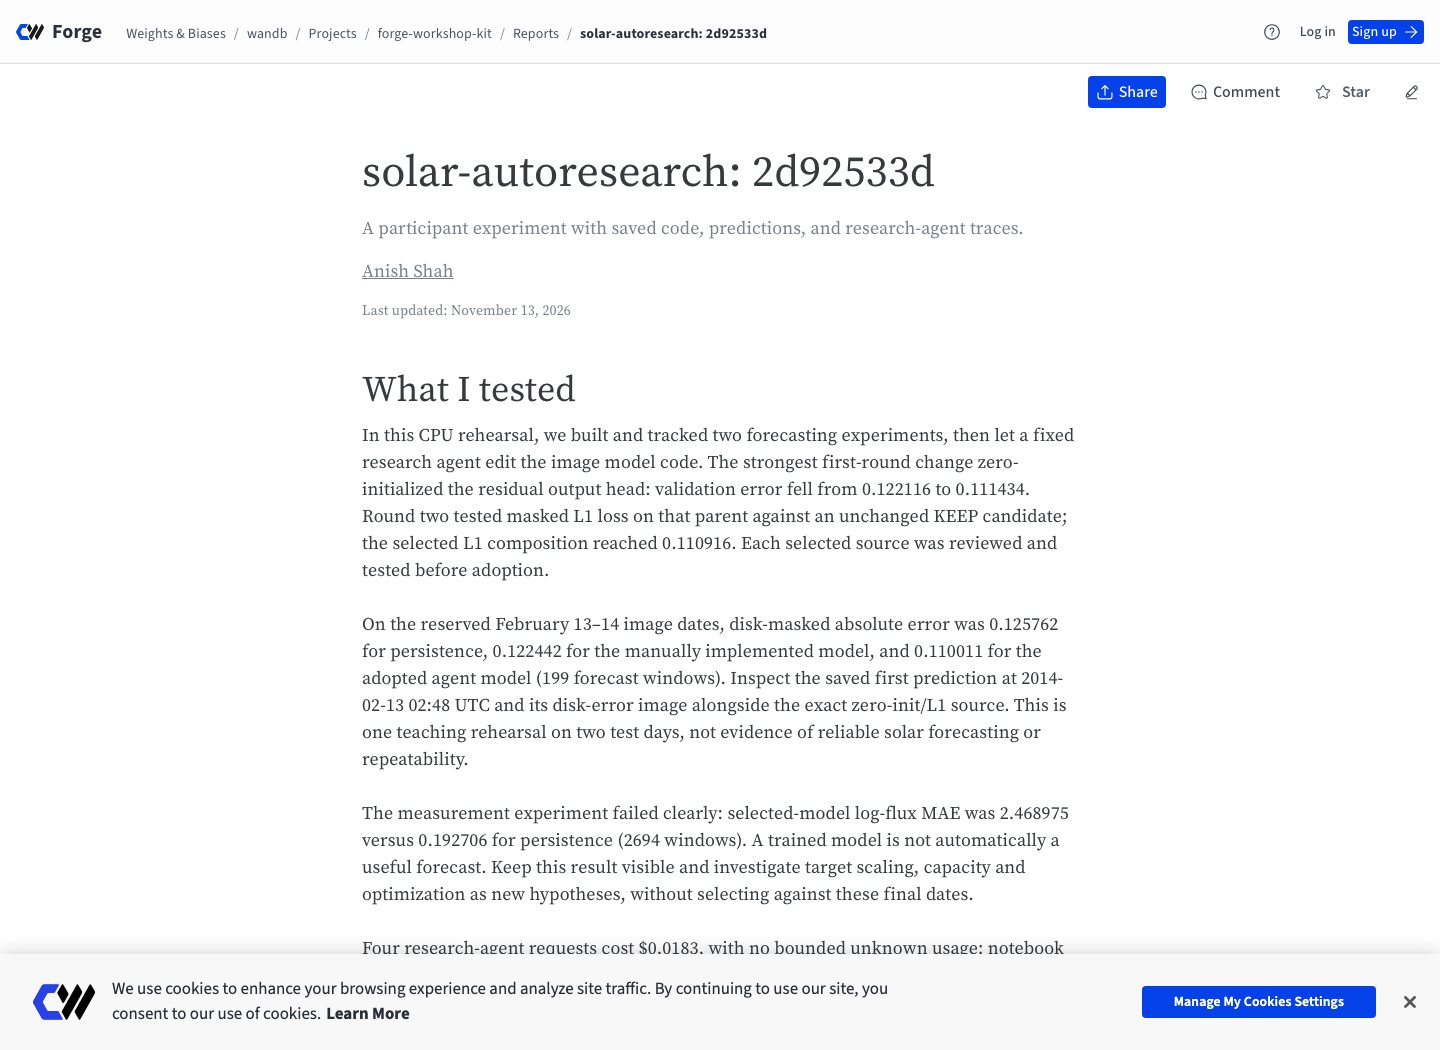 Forge
Weights & Biases / wandb / Projects / forge-workshop-kit / Reports / solar-autoresearch: 2d92533d
Log in
Sign up
Share
Comment
Star
solar-autoresearch: 2d92533d
A participant experiment with saved code, predictions, and research-agent traces.
Anish Shah
Last updated: November 13, 2026
What I tested
In this CPU rehearsal, we built and tracked two forecasting experiments, then let a fixed
research agent edit the image model code. The strongest first-round change zero-
initialized the residual output head: validation error fell from 0.122116 to 0.111434.
Round two tested masked L1 loss on that parent against an unchanged KEEP candidate;
the selected L1 composition reached 0.110916. Each selected source was reviewed and
tested before adoption.
On the reserved February 13–14 image dates, disk-masked absolute error was 0.125762
for persistence, 0.122442 for the manually implemented model, and 0.110011 for the
adopted agent model (199 forecast windows). Inspect the saved first prediction at 2014-
02-13 02:48 UTC and its disk-error image alongside the exact zero-init/L1 source. This is
one teaching rehearsal on two test days, not evidence of reliable solar forecasting or
repeatability.
The measurement experiment failed clearly: selected-model log-flux MAE was 2.468975
versus 0.192706 for persistence (2694 windows). A trained model is not automatically a
useful forecast. Keep this result visible and investigate target scaling, capacity and
optimization as new hypotheses, without selecting against these final dates.
Four research-agent requests cost $0.0183, with no bounded unknown usage; notebook
We use cookies to enhance your browsing experience and analyze site traffic. By continuing to use our site, you
consent to our use of cookies. Learn More
Manage My Cookies Settings